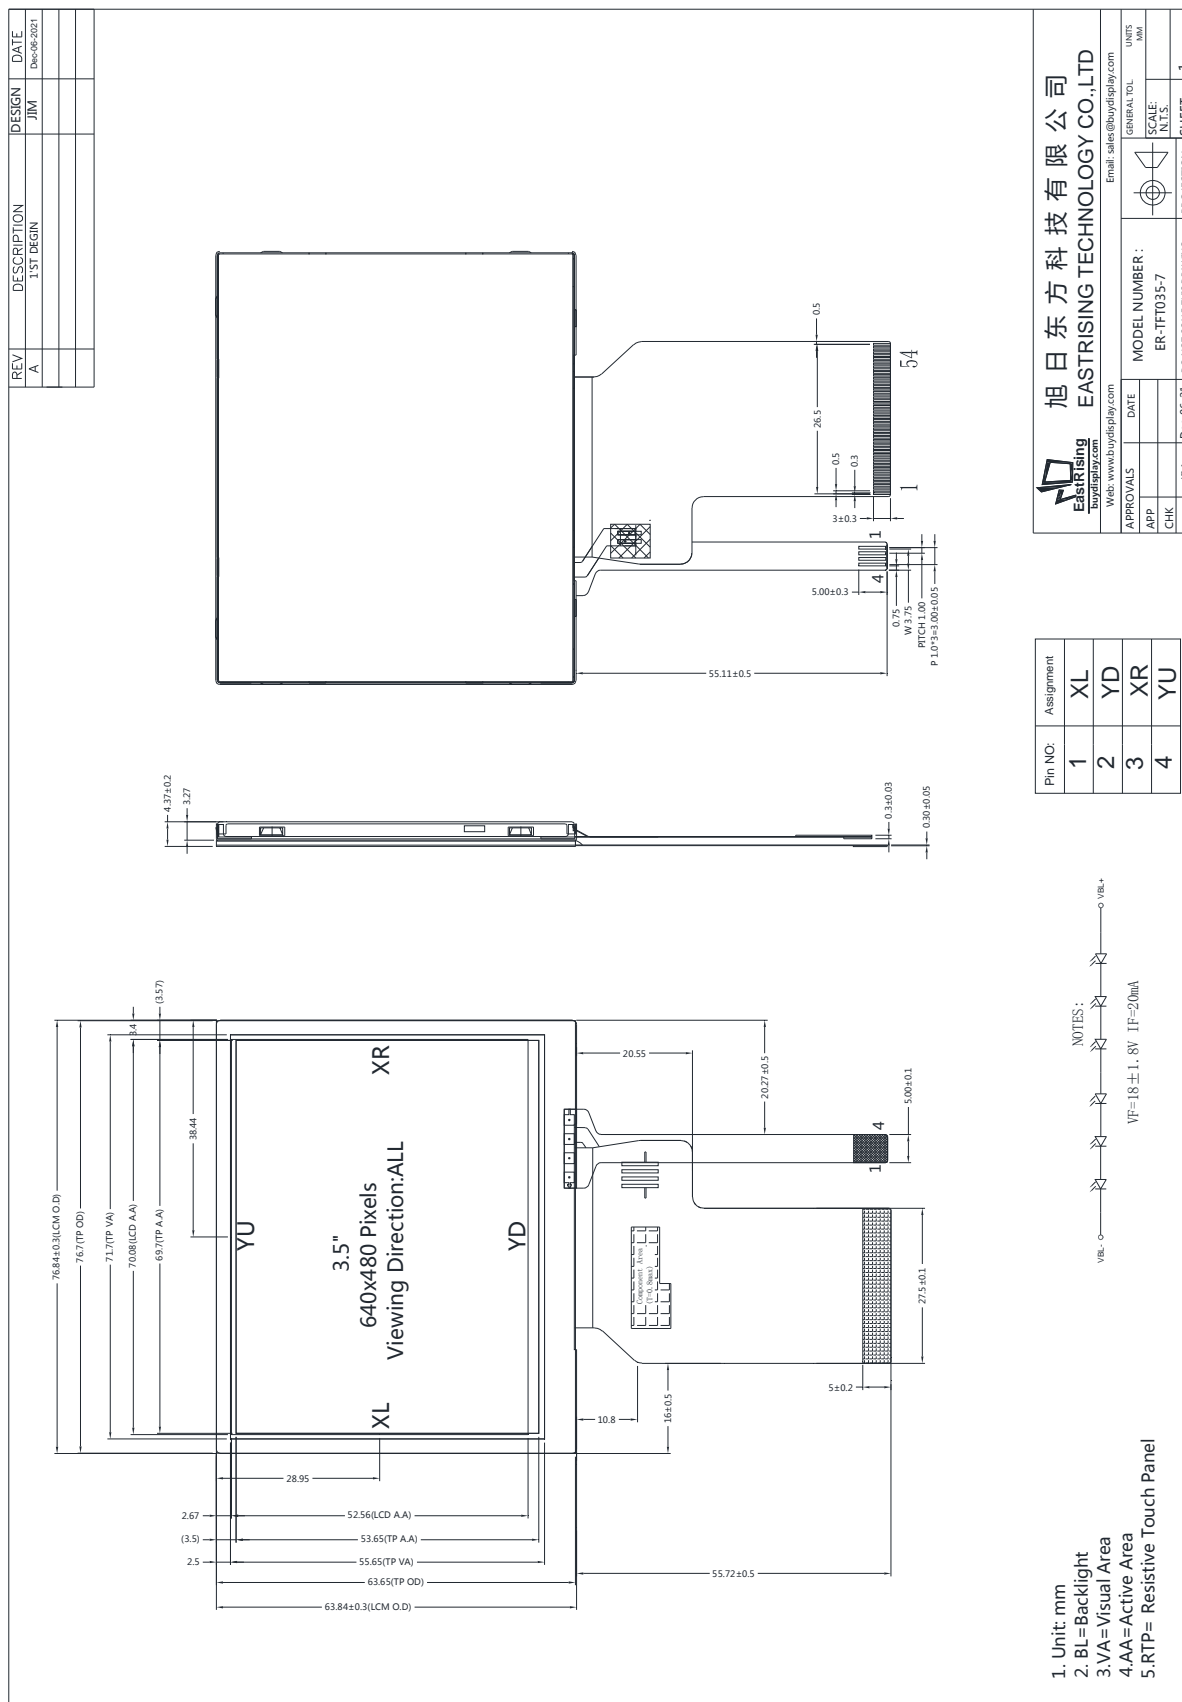 REV DESCRIPTION DESIGN DATE
A 1'ST DEGIN JIM Dec-06-2021
76.84±0.3(LCM O.D)
76.7(TP OD)
71.7(TP VA)
70.08(LCD A.A)
69.7(TP A.A)
38.44
3.4
(3.57)
XL
XR
YU
YD
3.5"
640x480 Pixels
Viewing Direction:ALL
28.95
2.67
52.56(LCD A.A)
(3.5)
53.65(TP A.A)
2.5
55.65(TP VA)
63.65(TP OD)
63.84±0.3(LCM O.D)
55.72±0.5
10.8
16±0.5
5±0.2
27.5±0.1
20.55
20.27±0.5
5.00±0.1
1
4
Component Area
(T=0.8max)
4.37±0.2
3.27
0.3±0.03
0.30±0.05
55.11±0.5
5.00±0.3
0.75
W 3.75
PITCH 1.00
P 1.0*3=3.00±0.05
4
1
3±0.3
0.3
0.5
26.5
0.5
1
54
1. Unit: mm
2. BL=Backlight
3.VA=Visual Area
4.AA=Active Area
5.RTP= Resistive Touch Panel
NOTES:
VBL-
VBL+
VF=18±1.8V IF=20mA
Pin NO: Assignment
1 XL
2 YD
3 XR
4 YU
EastRising
buydisplay.com
旭日东方科技有限公司
EASTRISING TECHNOLOGY CO.,LTD
Web: www.buydisplay.com Email: sales@buydisplay.com
APPROVALS DATE
APP
CHK
MODEL NUMBER :
ER-TFT035-7
GENERAL TOL
UNITS
MM
SCALE:
N.T.S.